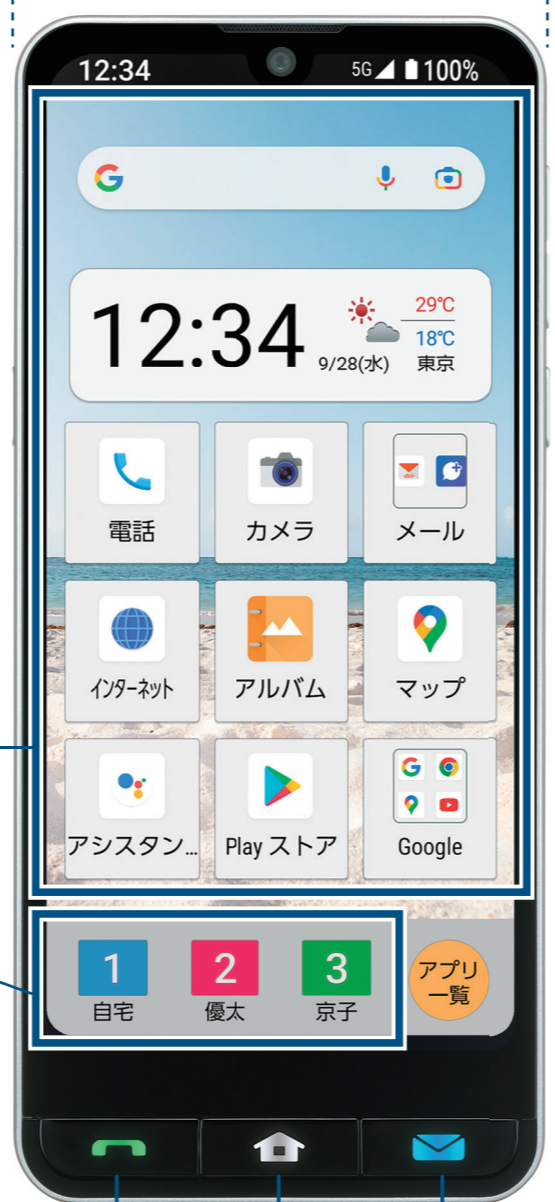 12:34 5G 100%
G
12:34 29℃
18℃
9/28(水) 東京
電話 カメラ メール
インターネット アルバム マップ
アシスタン... Play ストア Google
1 2 3
自宅 優太 京子
アプリ
一覧